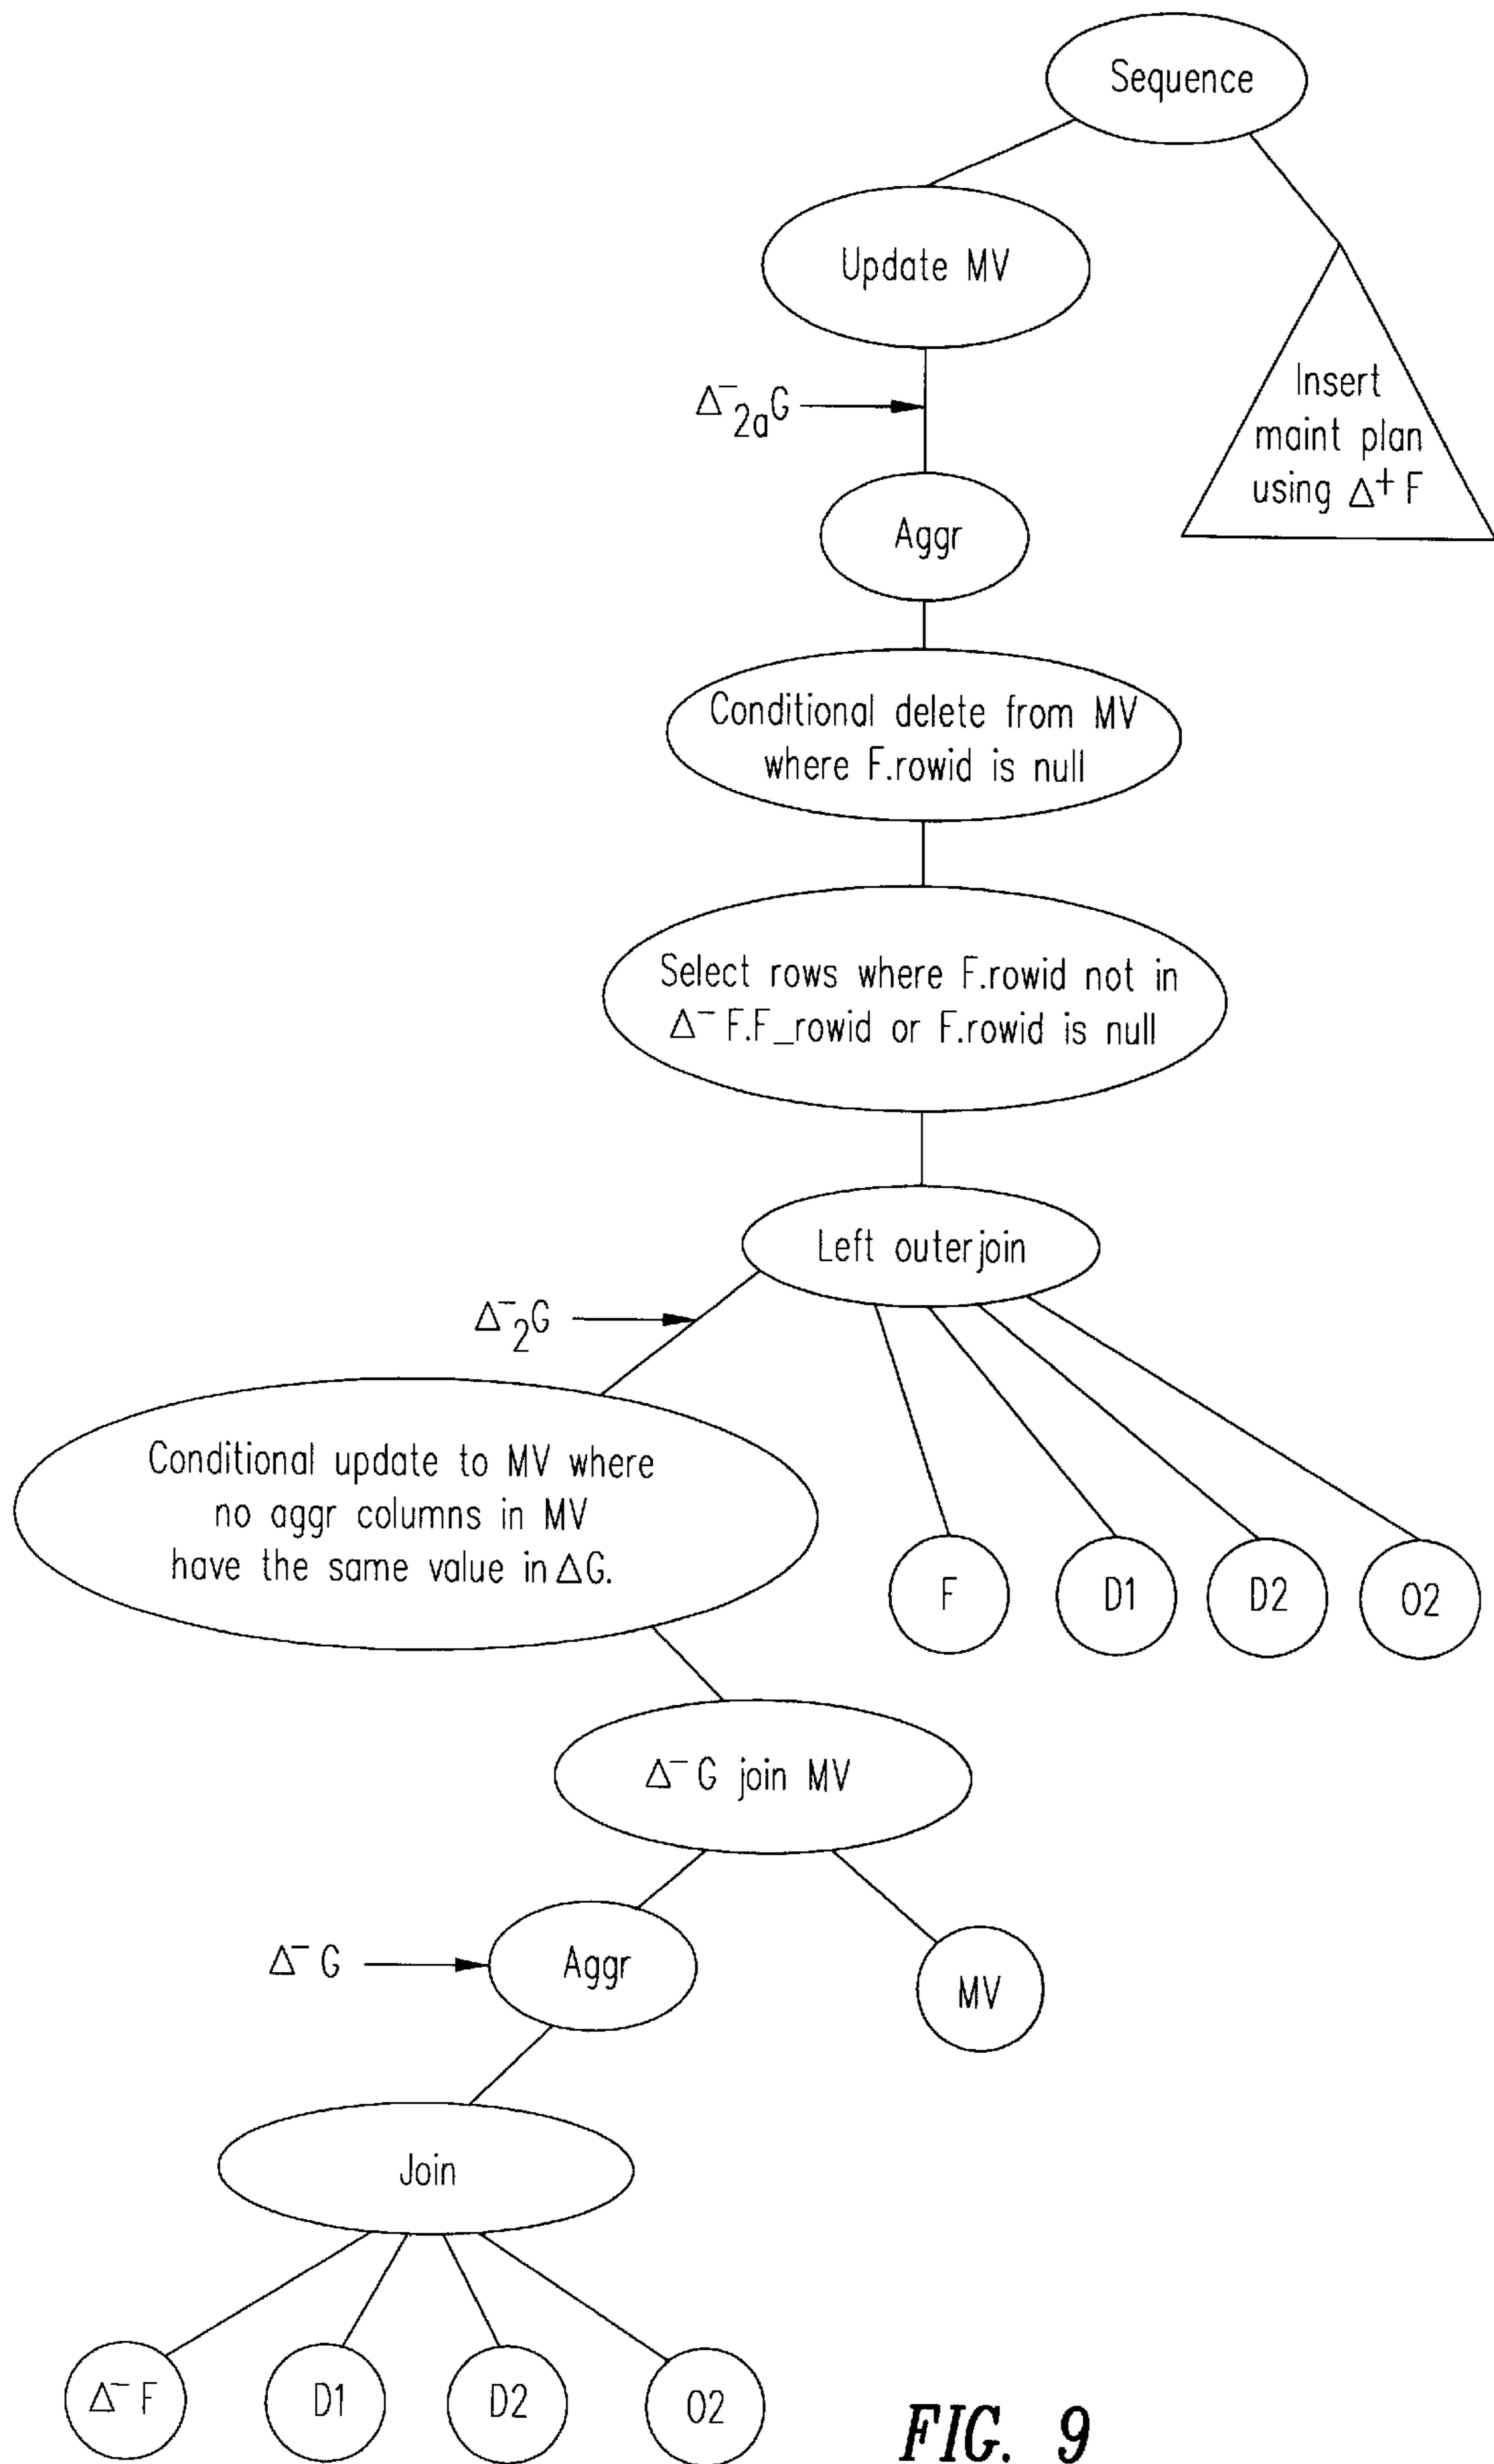 Sequence
Update MV
Δ⁻₂ₐG
Insert
maint plan
using Δ⁺F
Aggr
Conditional delete from MV
where F.rowid is null
Select rows where F.rowid not in
Δ⁻ F.F_rowid or F.rowid is null
Left outerjoin
Δ⁻₂G
Conditional update to MV where
no aggr columns in MV
have the same value in ΔG.
F
D1
D2
O2
Δ⁻ G join MV
Δ⁻ G
Aggr
MV
Join
Δ⁻ F
D1
D2
O2
FIG. 9